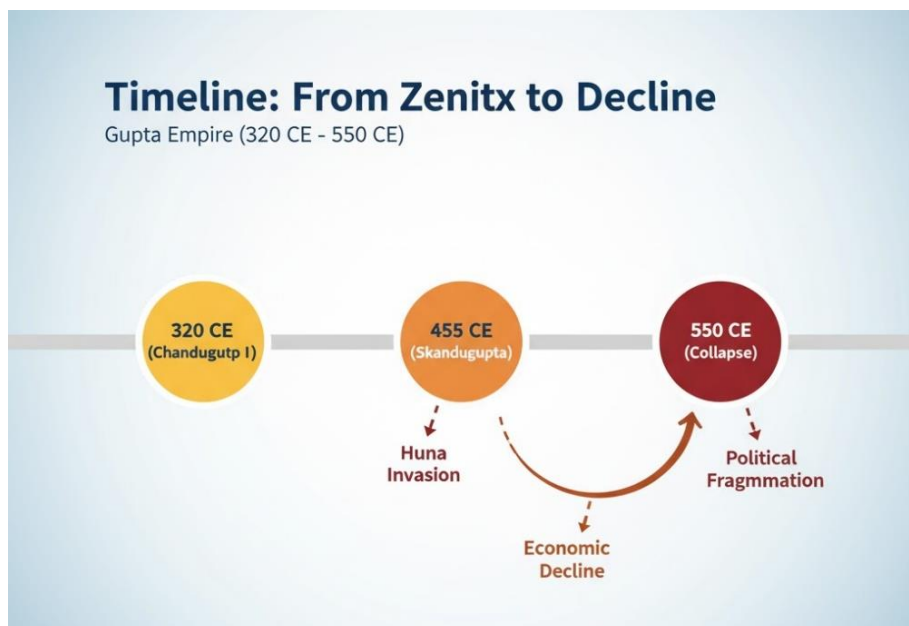 Timeline: From Zenitx to Decline
Gupta Empire (320 CE - 550 CE)
320 CE
(Chandugutp I)
455 CE
(Skandugupta)
550 CE
(Collapse)
Huna
Invasion
Political
Fragmmation
Economic
Decline